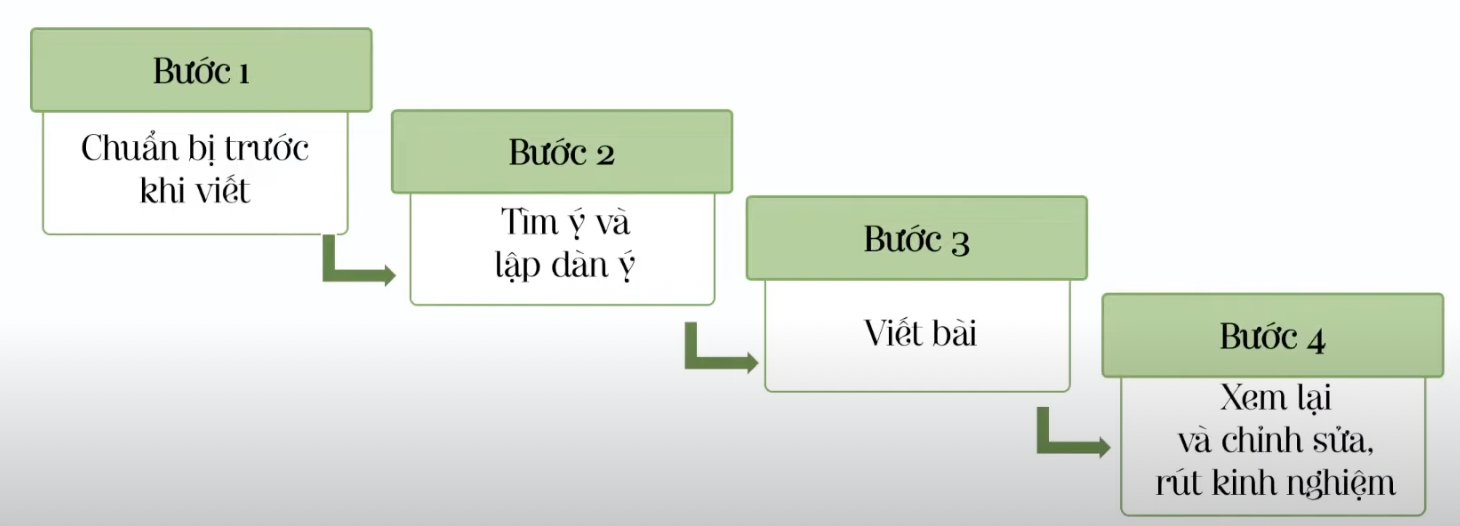 Bước 1
Chuẩn bị trước
khi viết
Bước 2
Tìm ý và
lập dàn ý
Bước 3
Viết bài
Bước 4
Xem lại
và chỉnh sửa,
rút kinh nghiệm